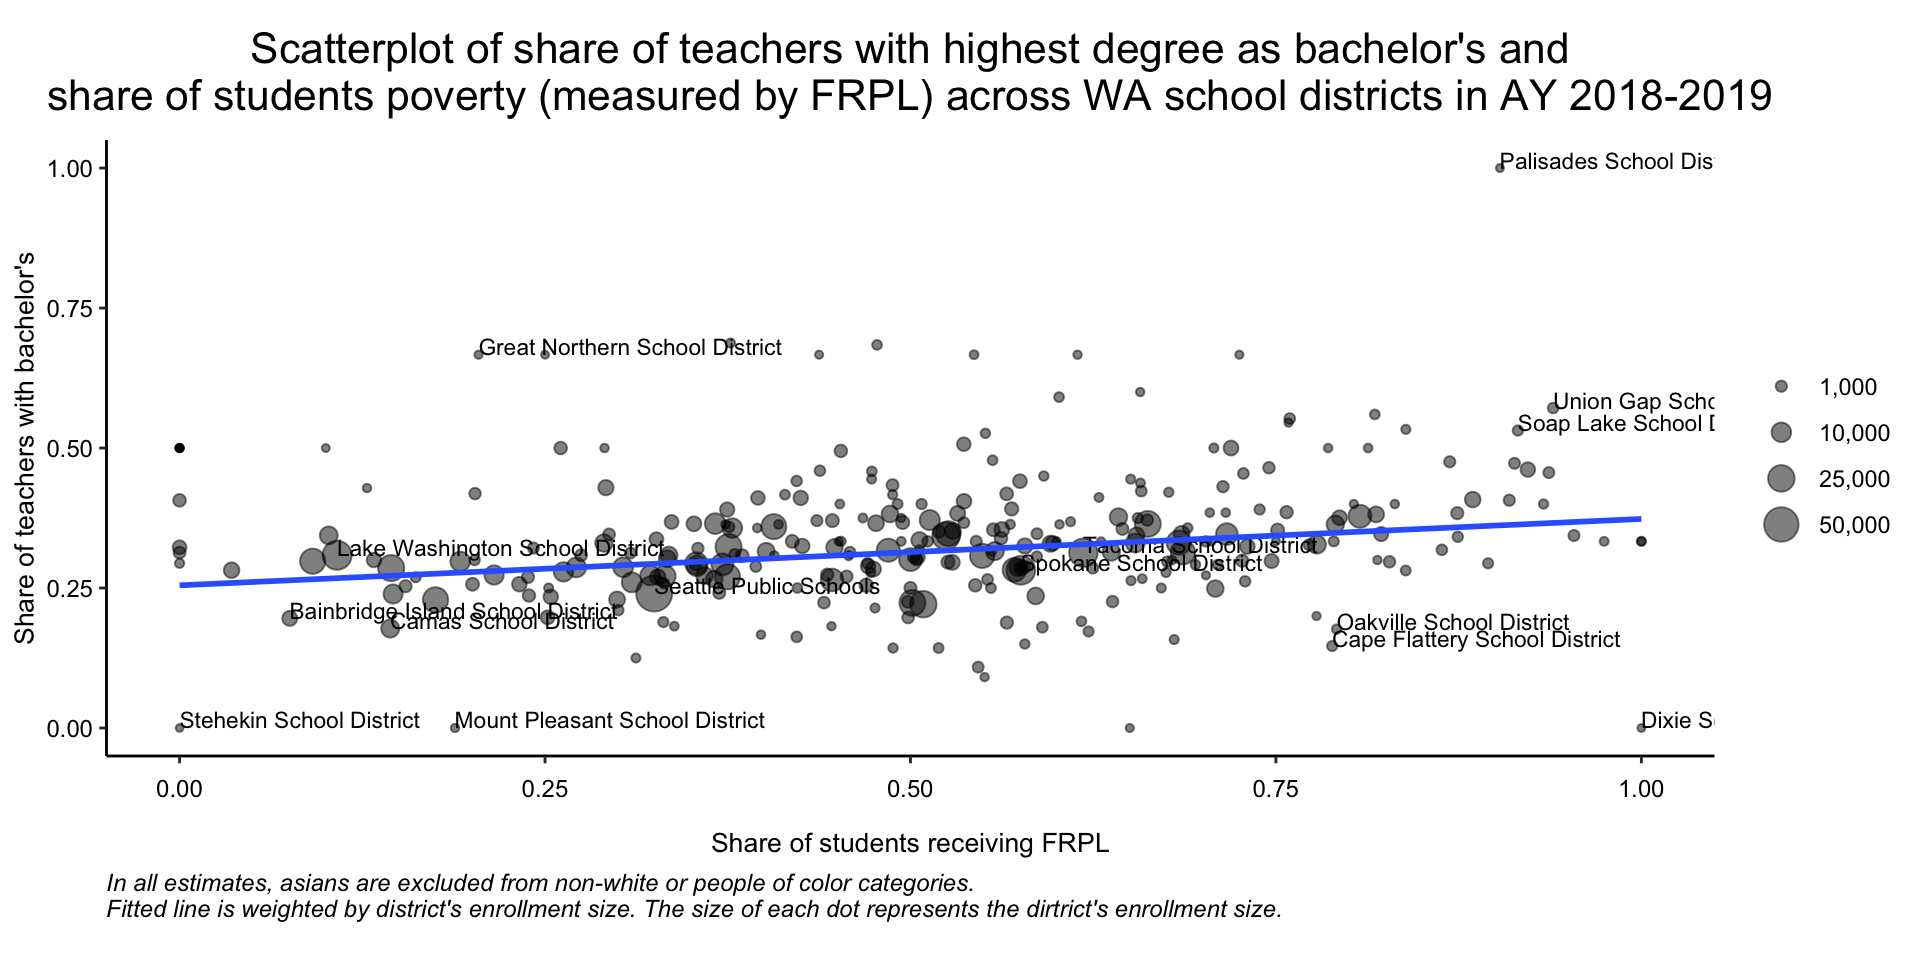 Scatterplot of share of teachers with highest degree as bachelor's and
share of students poverty (measured by FRPL) across WA school districts in AY 2018-2019
Share of teachers with bachelor's
1.00
0.75
0.50
0.25
0.00
Palisades School Dis
Great Northern School District
Union Gap Scho
Soap Lake School D
Lake Washington School District
Tacoma School District
Spokane School District
Seattle Public Schools
Bainbridge Island School District
Camas School District
Oakville School District
Cape Flattery School District
Stehekin School District
Mount Pleasant School District
Dixie S
1,000
10,000
25,000
50,000
0.00
0.25
0.50
0.75
1.00
Share of students receiving FRPL
In all estimates, asians are excluded from non-white or people of color categories.
Fitted line is weighted by district's enrollment size. The size of each dot represents the dirtrict's enrollment size.